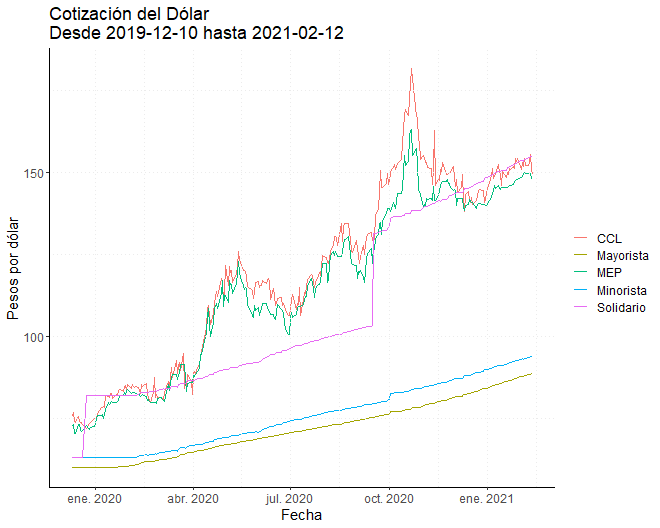 Cotización del Dólar
Desde 2019-12-10 hasta 2021-02-12
Pesos por dólar
150
100
ene. 2020
abr. 2020
jul. 2020
oct. 2020
ene. 2021
Fecha
CCL
Mayorista
MEP
Minorista
Solidario